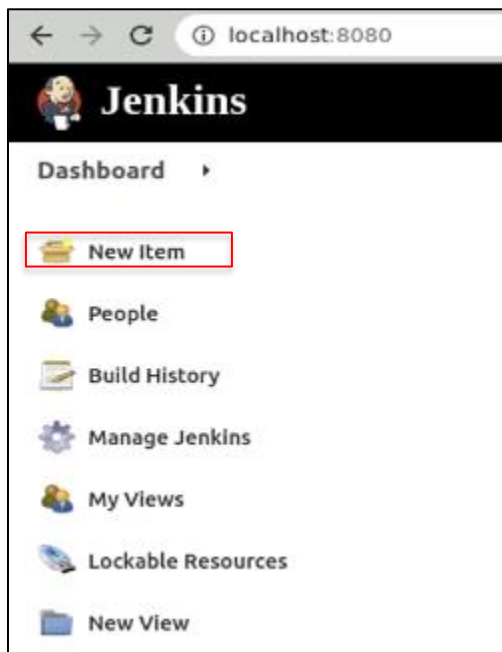 localhost:8080
Jenkins
Dashboard
New Item
People
Build History
Manage Jenkins
My Views
Lockable Resources
New View